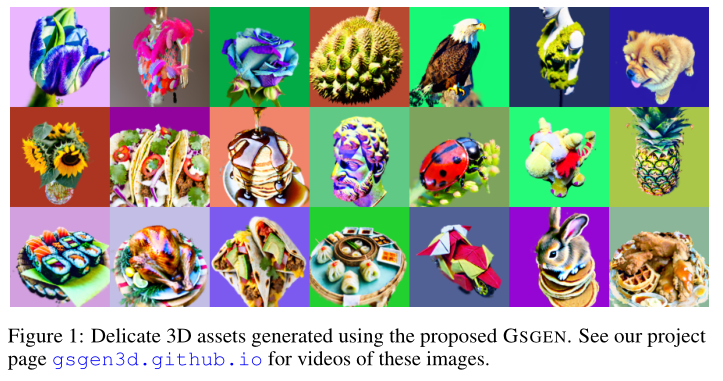 Figure 1: Delicate 3D assets generated using the proposed GSGEN. See our project
page gsgen3d.github.io for videos of these images.